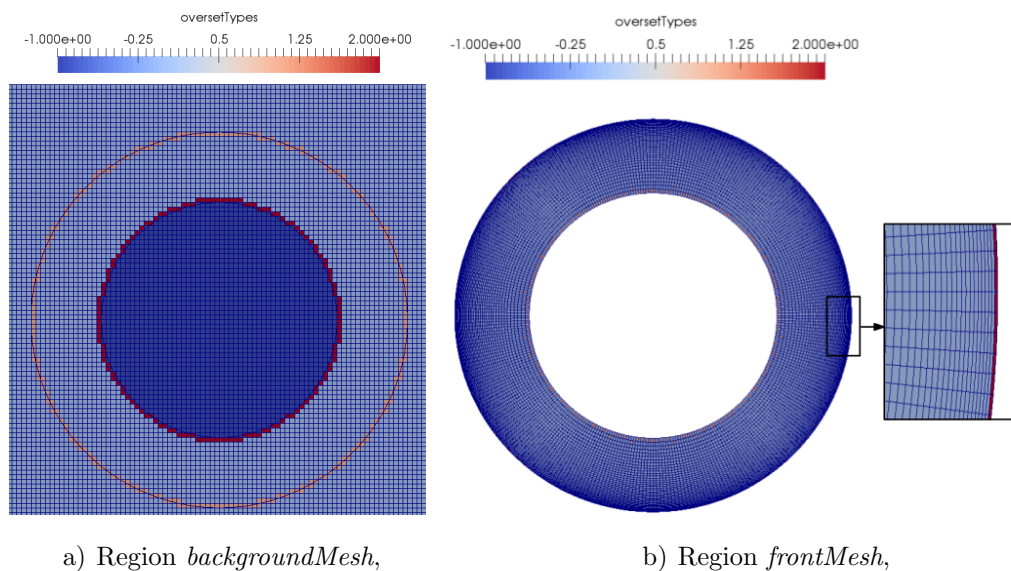 oversetTypes
-1.000e+00 -0.25 0.5 1.25 2.000e+00
oversetTypes
-1.000e+00 -0.25 0.5 1.25 2.000e+00
a) Region backgroundMesh,
b) Region frontMesh,